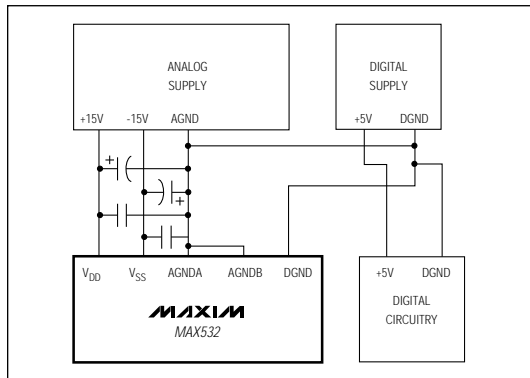 ANALOG
SUPPLY
+15V -15V AGND
DIGITAL
SUPPLY
+5V DGND
+
+
V_DD V_SS AGNDA AGNDB DGND
MAXIM
MAX532
+5V DGND
DIGITAL
CIRCUITRY